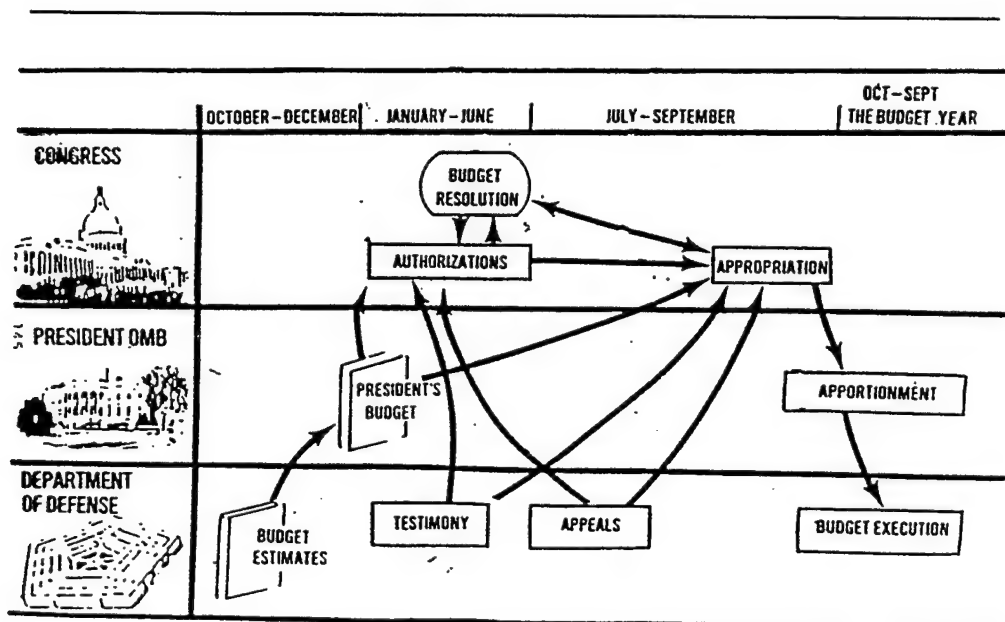 OCTOBER-DECEMBER
JANUARY-JUNE
JULY-SEPTEMBER
OCT-SEPT
THE BUDGET YEAR
CONGRESS
BUDGET
RESOLUTION
AUTHORIZATIONS
APPROPRIATION
PRESIDENT OMB
PRESIDENT'S
BUDGET
APPORTIONMENT
DEPARTMENT
OF DEFENSE
BUDGET
ESTIMATES
TESTIMONY
APPEALS
BUDGET EXECUTION